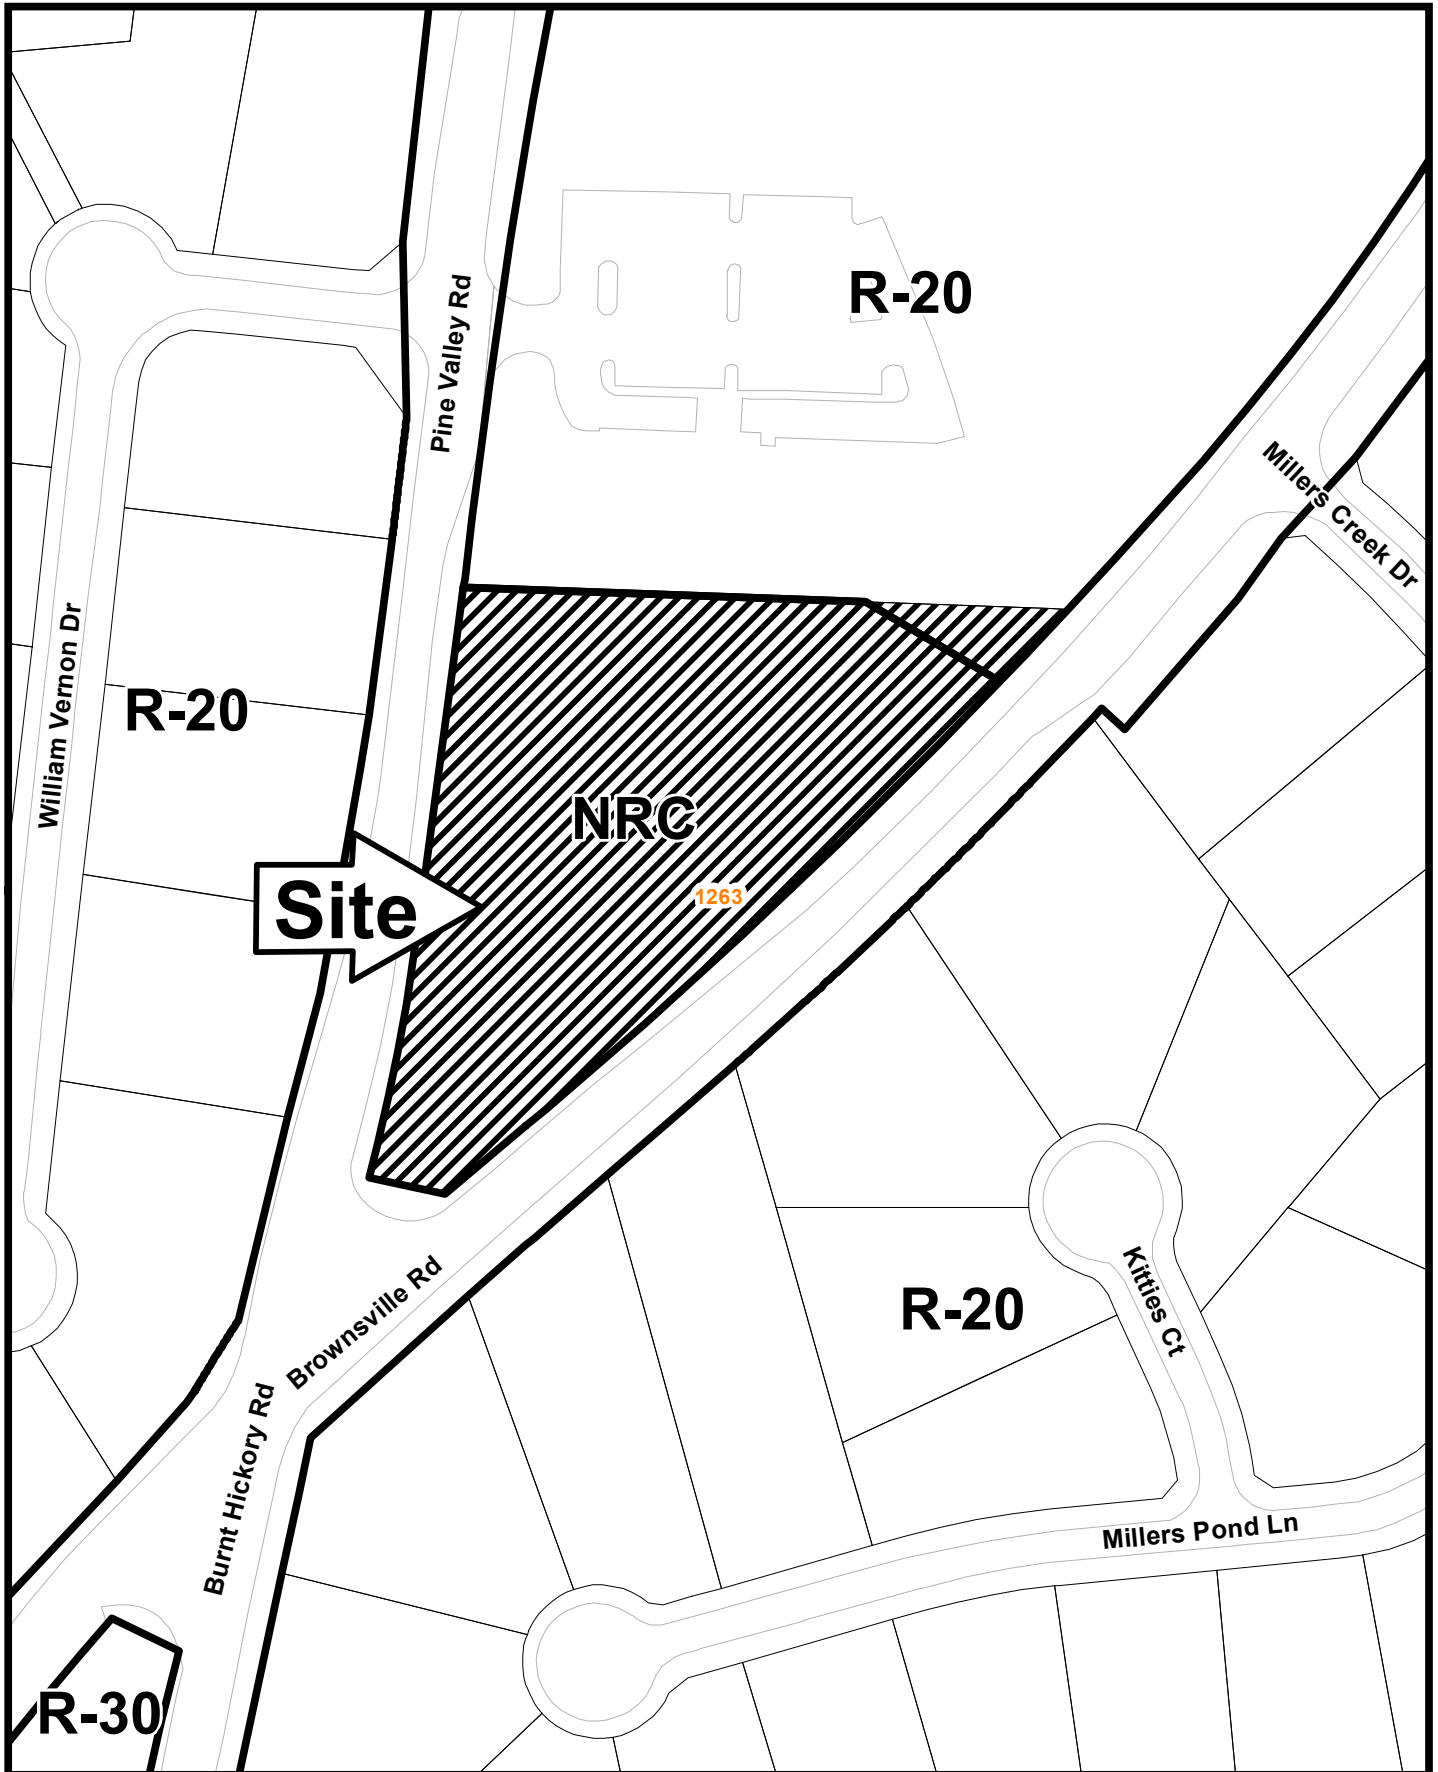 R-20
Pine Valley Rd
Millers Creek Dr
William Vernon Dr
R-20
NRC
1263
Site
Brownsville Rd
Kitties Ct
R-20
Burnt Hickory Rd
Millers Pond Ln
R-30